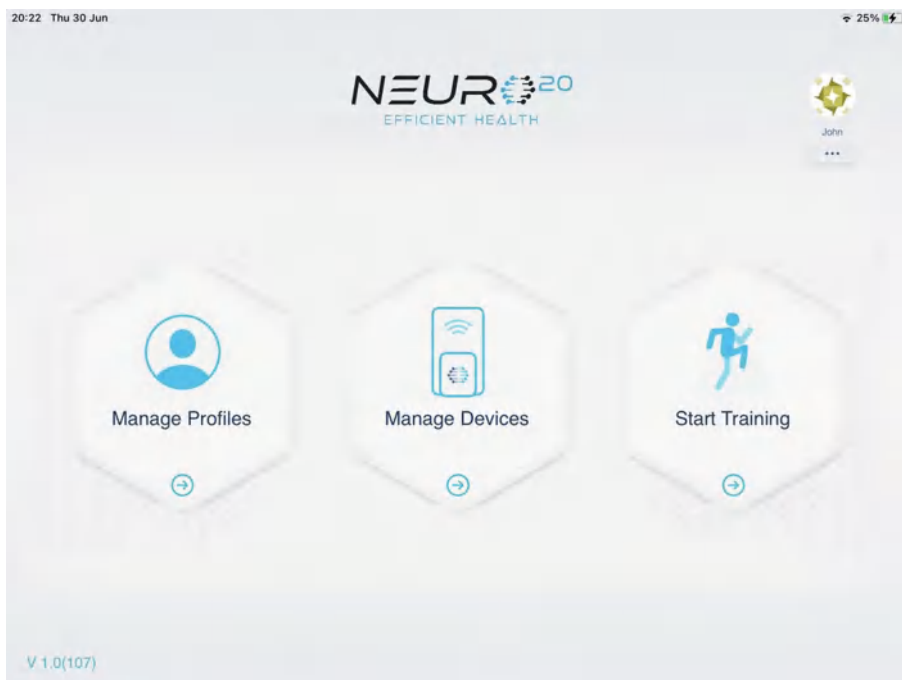 20:22 Thu 30 Jun
25%
NEURO20
EFFICIENT HEALTH
John
...
Manage Profiles
Manage Devices
Start Training
V 1.0(107)